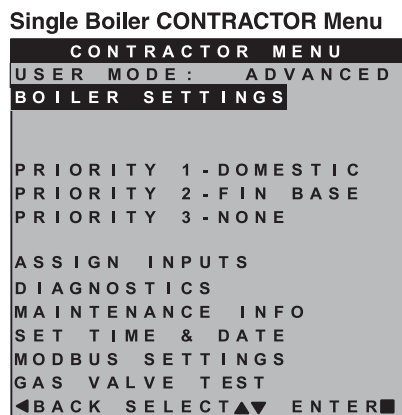 Single Boiler CONTRACTOR Menu
CONTRACTOR MENU
USER MODE: ADVANCED
BOILER SETTINGS
PRIORITY 1-DOMESTIC
PRIORITY 2-FIN BASE
PRIORITY 3-NONE
ASSIGN INPUTS
DIAGNOSTICS
MAINTENANCE INFO
SET TIME & DATE
MODBUS SETTINGS
GAS VALVE TEST
◀BACK SELECT▲▼ ENTER■